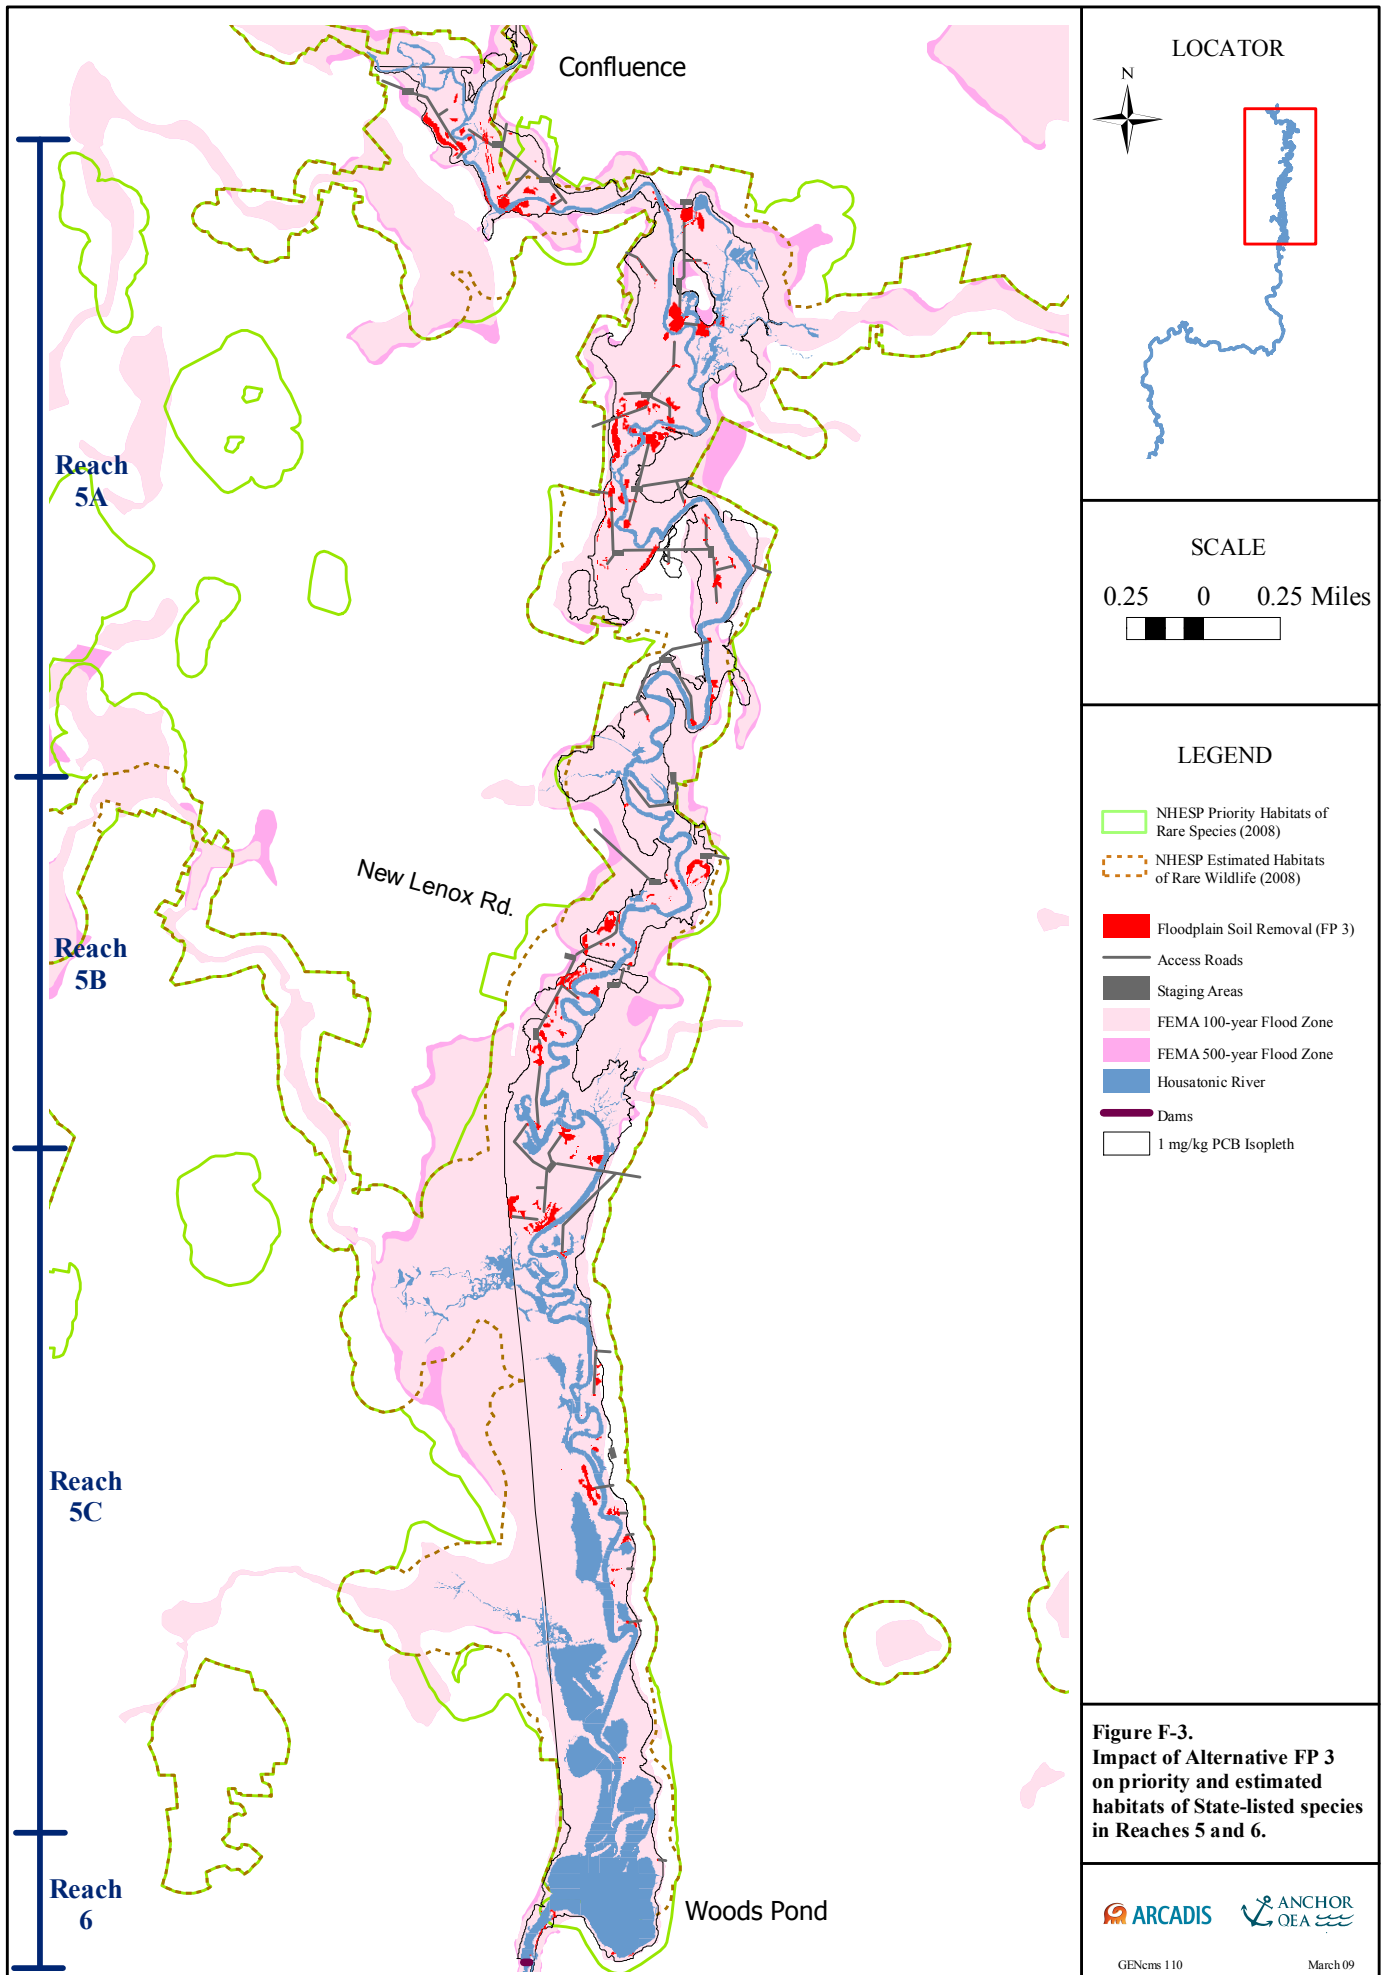 Confluence
Reach
5A
New Lenox Rd.
Reach
5B
Reach
5C
Reach
6
Woods Pond
LOCATOR
N
SCALE
0.25 0 0.25 Miles
LEGEND
NHESP Priority Habitats of
Rare Species (2008)
NHESP Estimated Habitats
of Rare Wildlife (2008)
Floodplain Soil Removal (FP 3)
Access Roads
Staging Areas
FEMA 100-year Flood Zone
FEMA 500-year Flood Zone
Housatonic River
Dams
1 mg/kg PCB Isopleth
Figure F-3.
Impact of Alternative FP 3
on priority and estimated
habitats of State-listed species
in Reaches 5 and 6.
ARCADIS
ANCHOR
QEA
GENcms 110 March 09